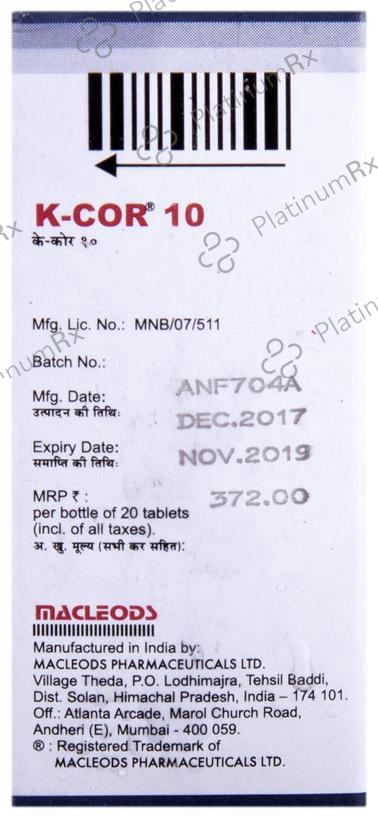 K-COR® 10
के-कोर १०
Mfg. Lic. No.: MNB/07/511
Batch No.: ANF704A
Mfg. Date: DEC.2017
उत्पादन की तिथि:
Expiry Date: NOV.2019
समाप्ति की तिथि:
MRP ₹ : 372.00
per bottle of 20 tablets
(incl. of all taxes).
अ. खु. मूल्य (सभी कर सहित):
MACLEODS
Manufactured in India by:
MACLEODS PHARMACEUTICALS LTD.
Village Theda, P.O. Lodhimajra, Tehsil Baddi,
Dist. Solan, Himachal Pradesh, India – 174 101.
Off.: Atlanta Arcade, Marol Church Road,
Andheri (E), Mumbai - 400 059.
® : Registered Trademark of
MACLEODS PHARMACEUTICALS LTD.
PlatinumRx
PlatinumRx
PlatinumRx